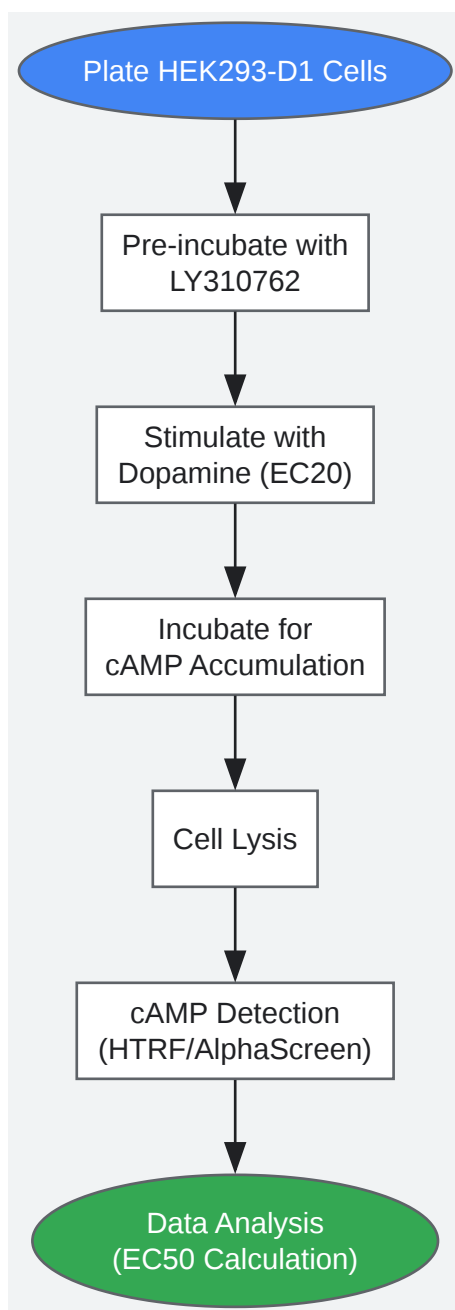 Plate HEK293-D1 Cells
Pre-incubate with
LY310762
Stimulate with
Dopamine (EC20)
Incubate for
cAMP Accumulation
Cell Lysis
cAMP Detection
(HTRF/AlphaScreen)
Data Analysis
(EC50 Calculation)